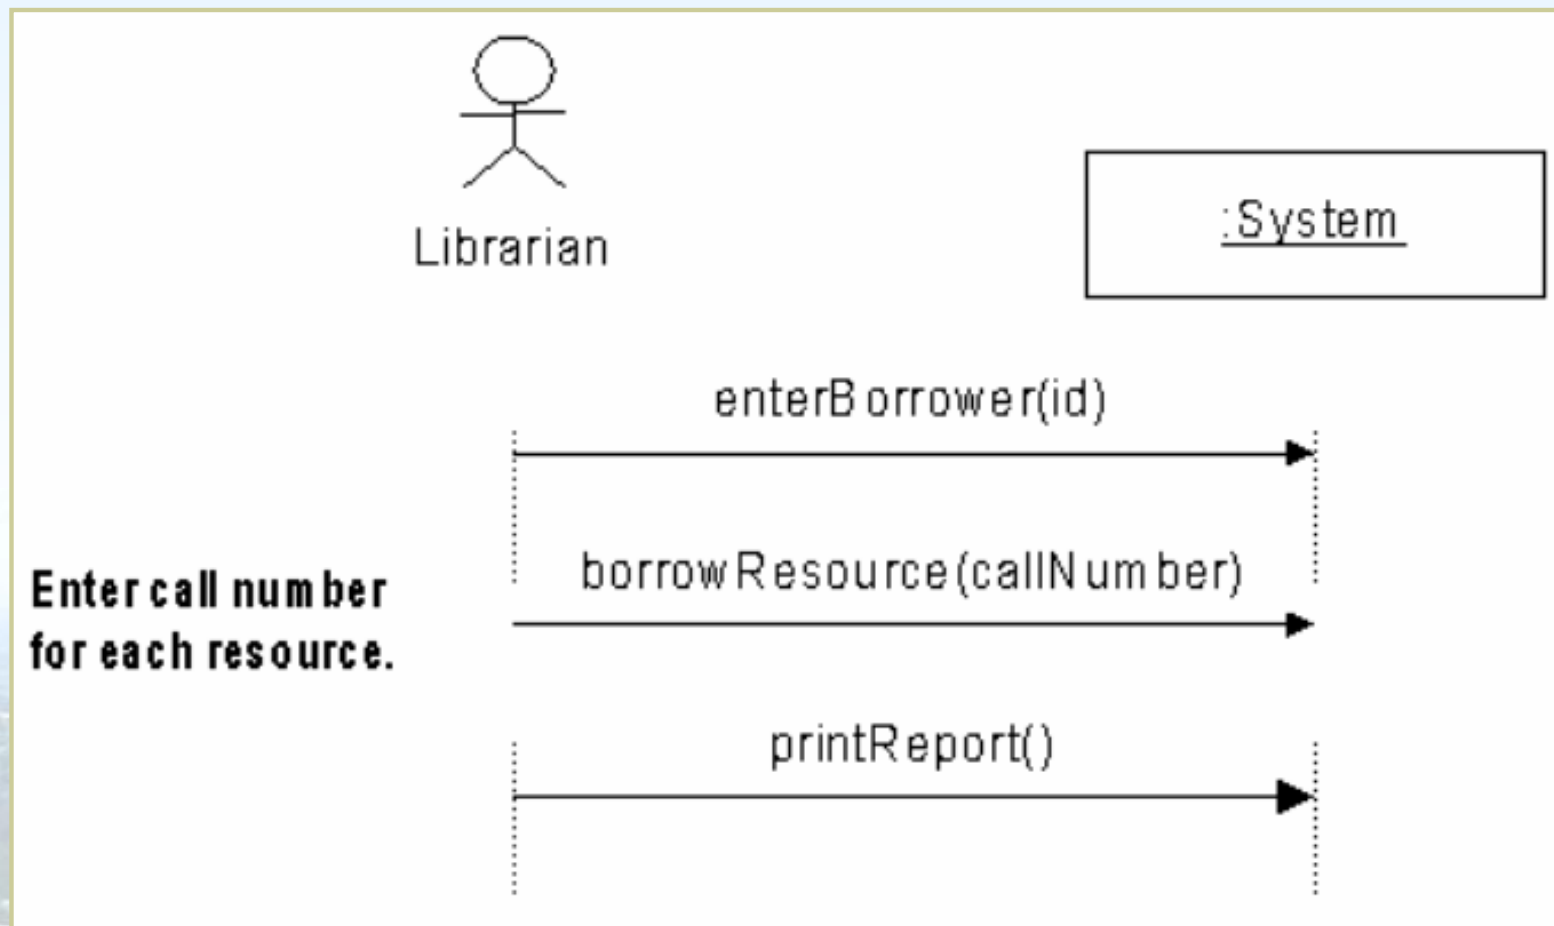 Librarian
:System
enterBorrower(id)
borrowResource(callNumber)
Enter call number
for each resource.
printReport()